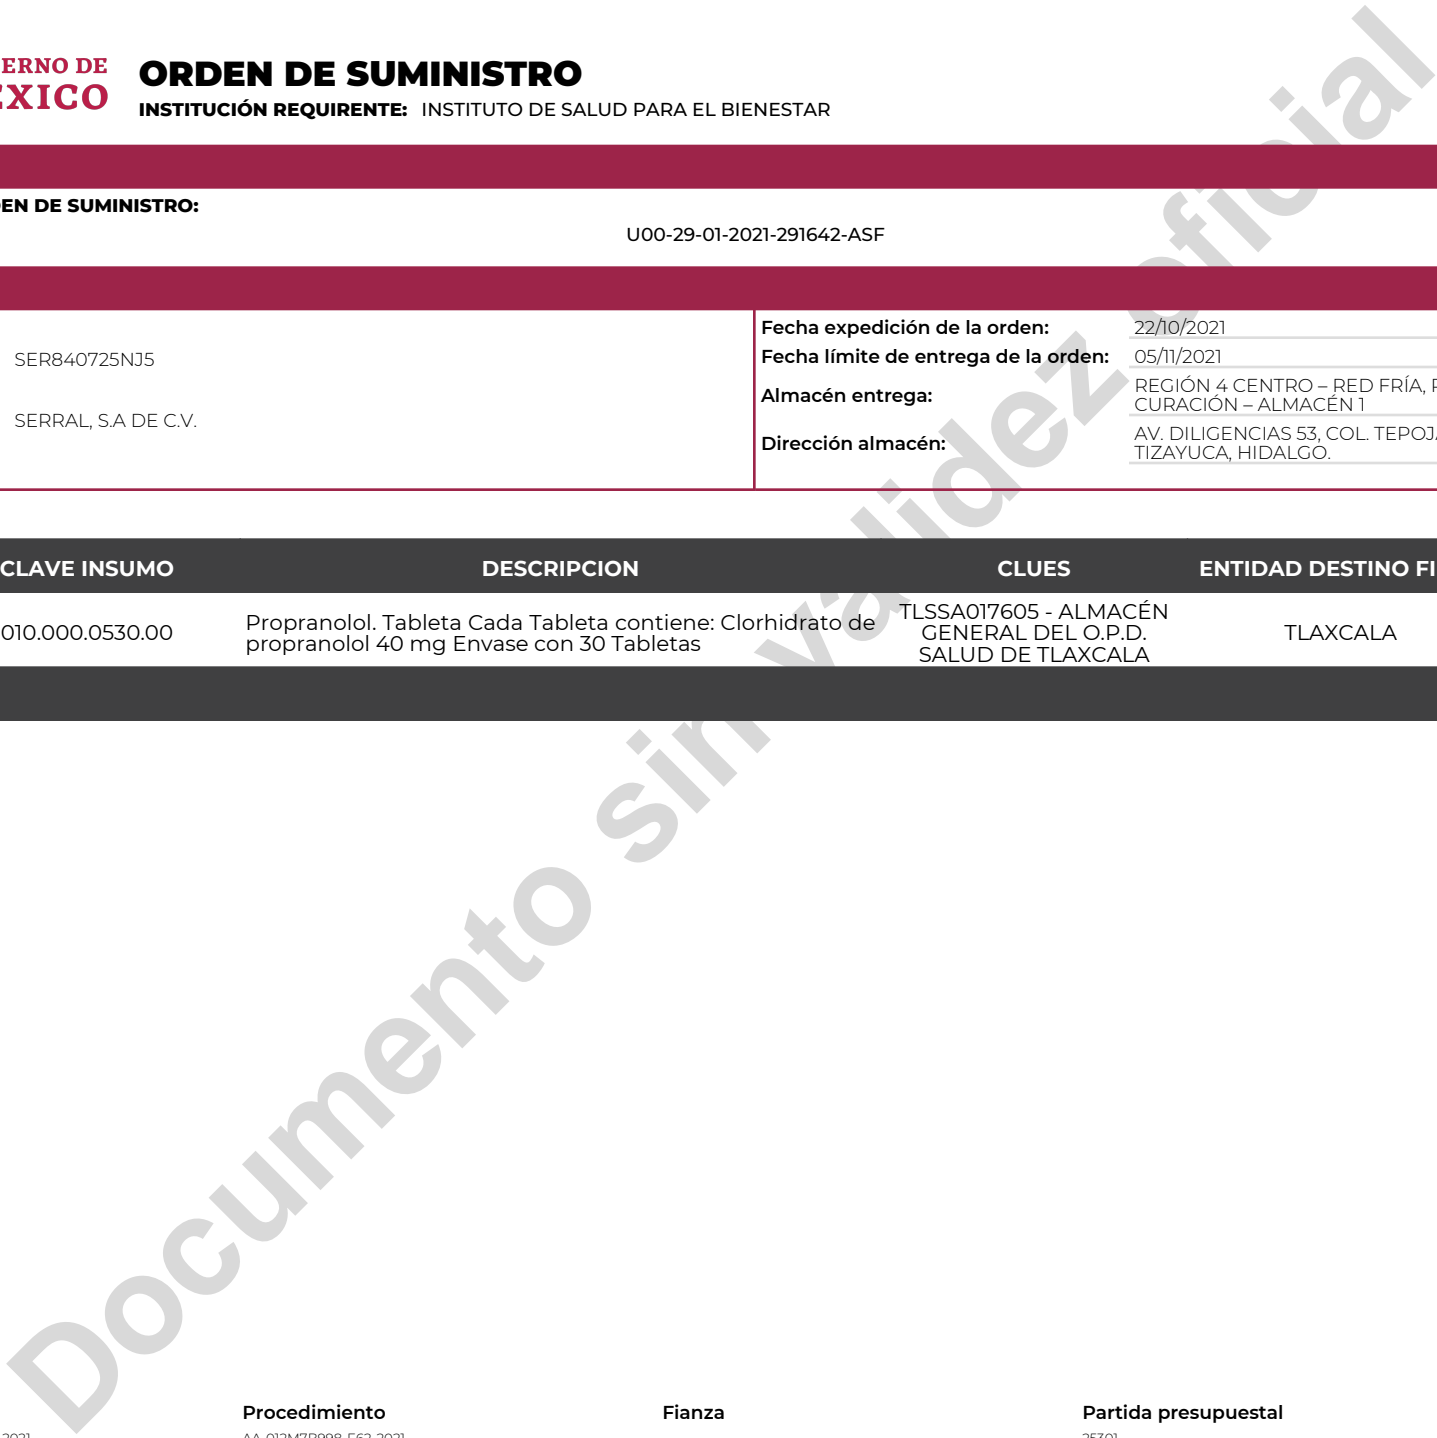 ERNO DE
ORDEN DE SUMINISTRO
INSTITUCIÓN REQUIRENTE: INSTITUTO DE SALUD PARA EL BIENESTAR
EN DE SUMINISTRO:
U00-29-01-2021-291642-ASF
SER840725NJ5
SERRAL, S.A DE C.V.
Fecha expedición de la orden: 22/10/2021
Fecha límite de entrega de la orden: 05/11/2021
Almacén entrega: REGIÓN 4 CENTRO – RED FRÍA,
CURACIÓN – ALMACÉN 1
Dirección almacén: AV. DILIGENCIAS 53, COL. TEPOJ
TIZAYUCA, HIDALGO.
CLAVE INSUMO DESCRIPCION CLUES ENTIDAD DESTINO FI
010.000.0530.00 Propranolol. Tableta Cada Tableta contiene: Clorhidrato de
propranolol 40 mg Envase con 30 Tabletas
TLSSA017605 - ALMACÉN
GENERAL DEL O.P.D.
SALUD DE TLAXCALA
TLAXCALA
Documento sin validez oficial
Procedimiento Fianza Partida presupuestal